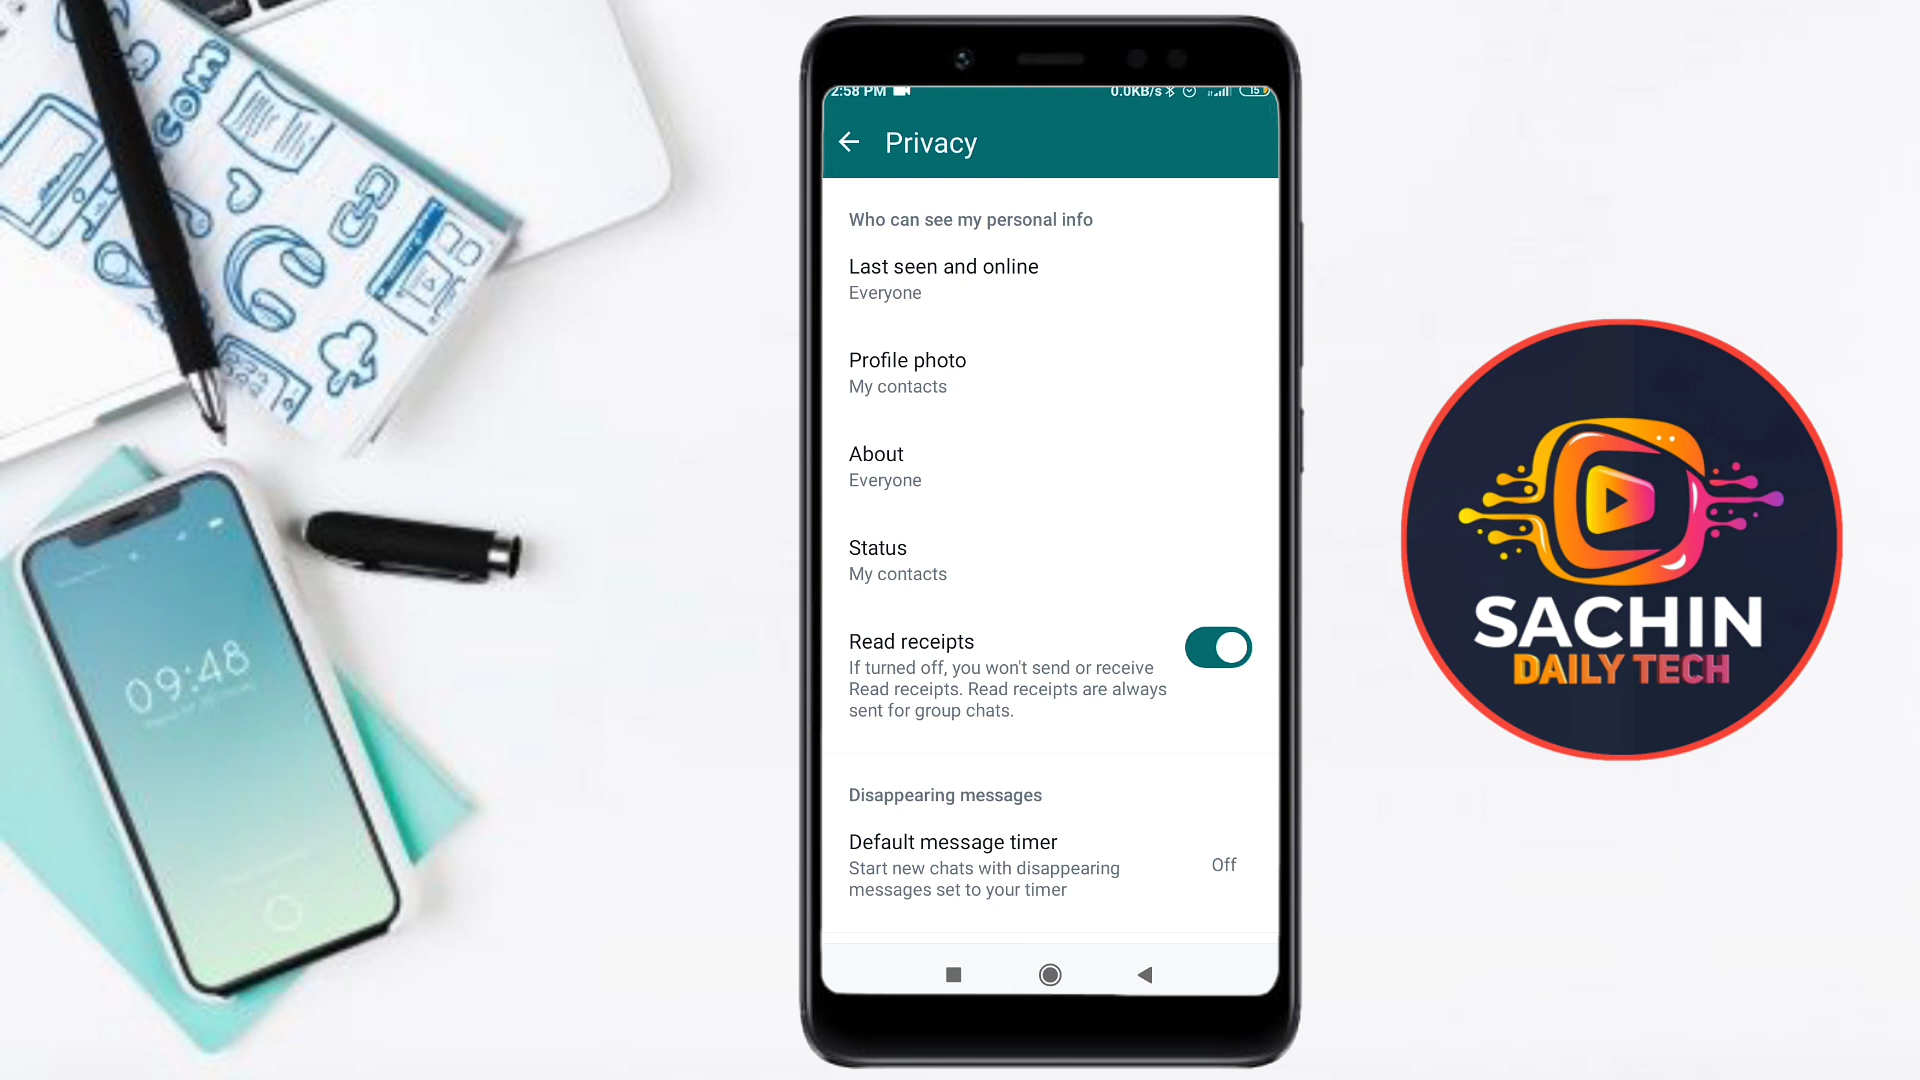 COM
09:48
2:58 PM
0.0KB/s
15
Privacy
Who can see my personal info
Last seen and online
Everyone
Profile photo
My contacts
About
Everyone
Status
My contacts
Read receipts
If turned off, you won't send or receive
Read receipts. Read receipts are always
sent for group chats.
Disappearing messages
Default message timer
Start new chats with disappearing
messages set to your timer
Off
SACHIN
DAILY TECH